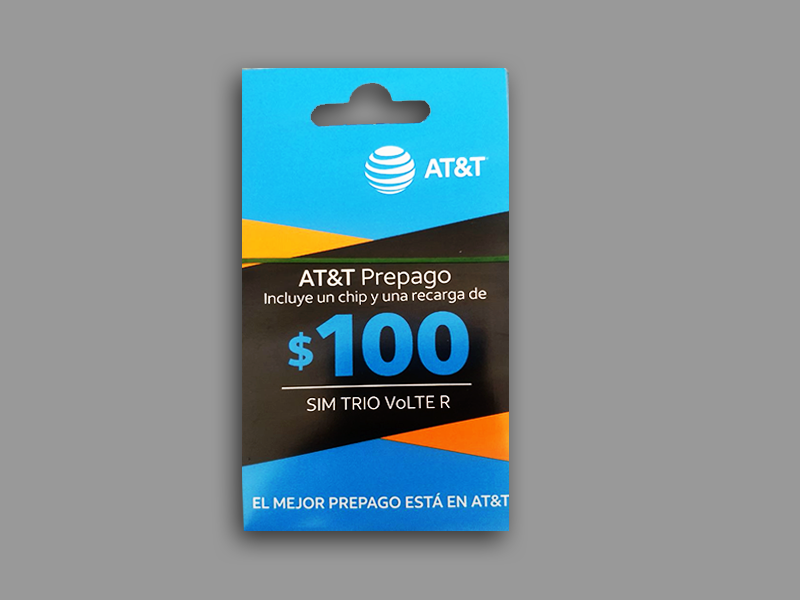 AT&T
AT&T Prepago
Incluye un chip y una recarga de
$100
SIM TRIO VoLTE R
EL MEJOR PREPAGO ESTÁ EN AT&T